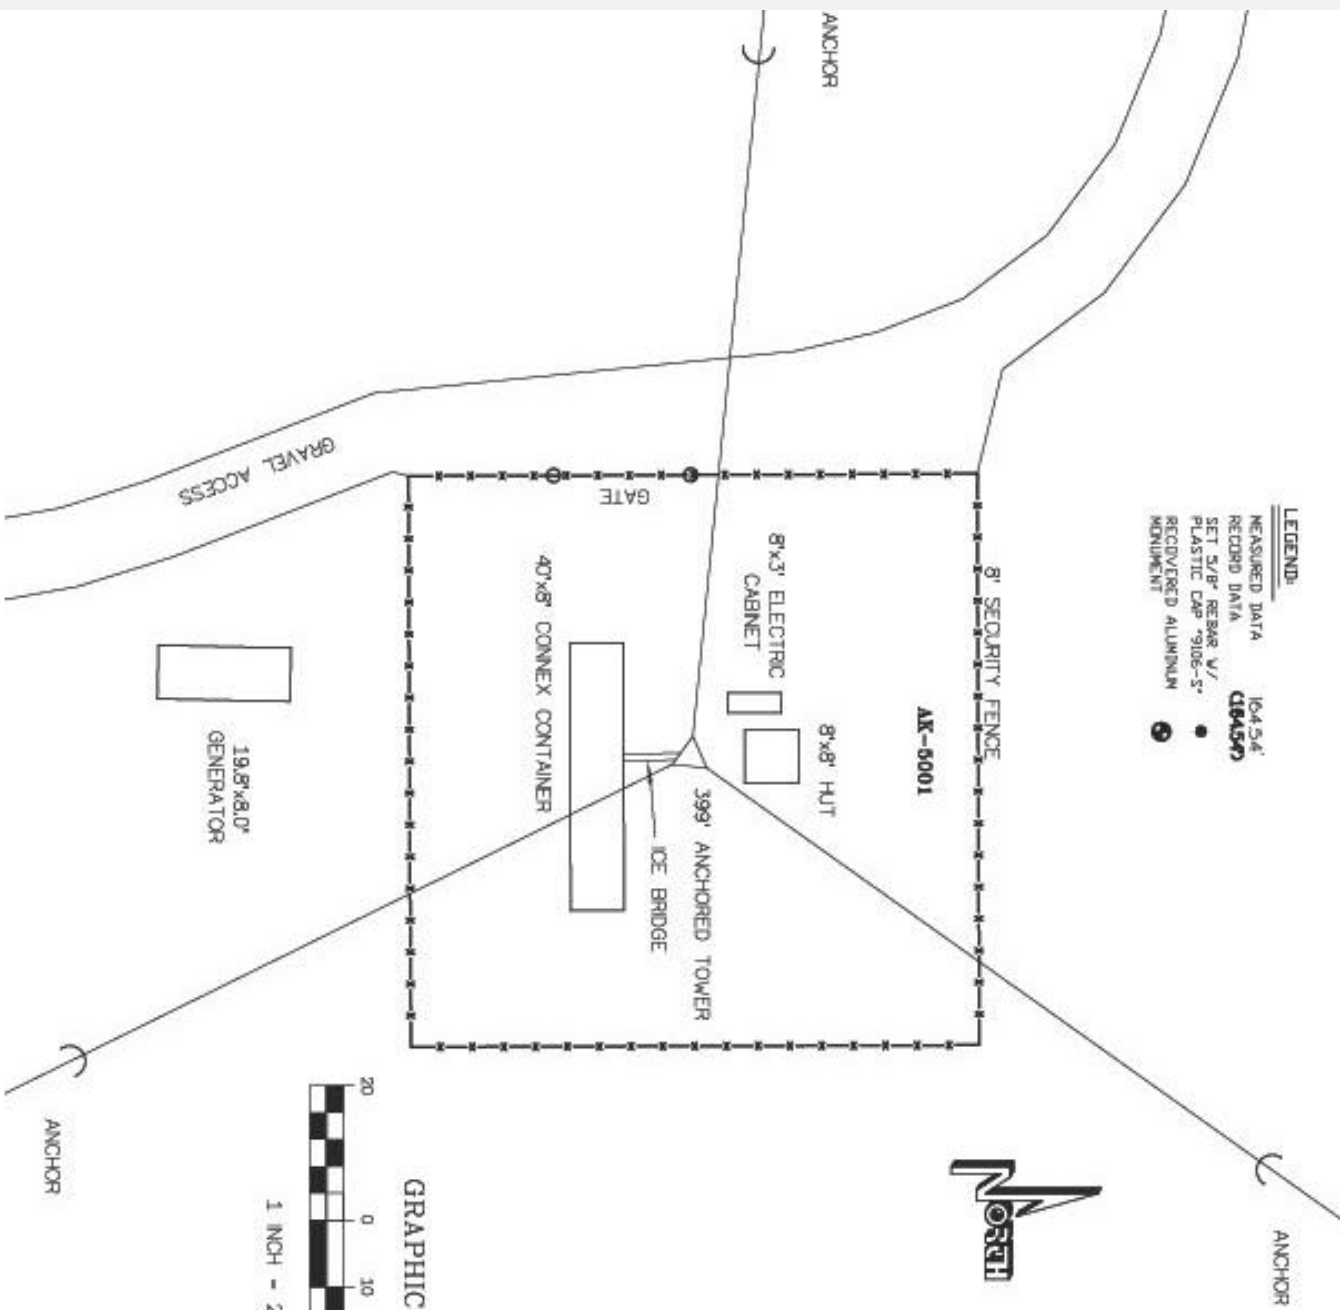 ANCHOR
LEGEND:
MEASURED DATA 164.54'
RECORD DATA (164.54')
SET 5/8" REBAR W/
PLASTIC CAP "9106-S"
RECOVERED ALUMINUM
MONUMENT
GRAVEL ACCESS
GATE
8' SECURITY FENCE
8'x3' ELECTRIC
CABINET
40'x8' CONNEX CONTAINER
AK-5001
8'x8' HUT
19.8'x8.0'
GENERATOR
399' ANCHORED TOWER
ICE BRIDGE
ANCHOR
20 0 10
GRAPHIC
1 INCH = 2
NORTH
ANCHOR